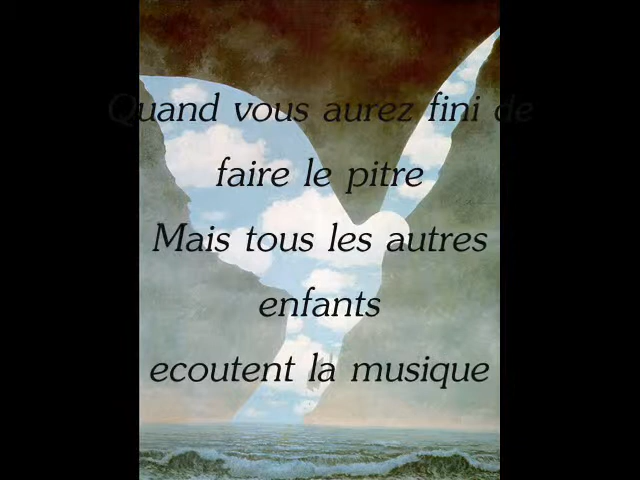 Quand vous aurez fini de
faire le pitre
Mais tous les autres
enfants
ecoutent la musique